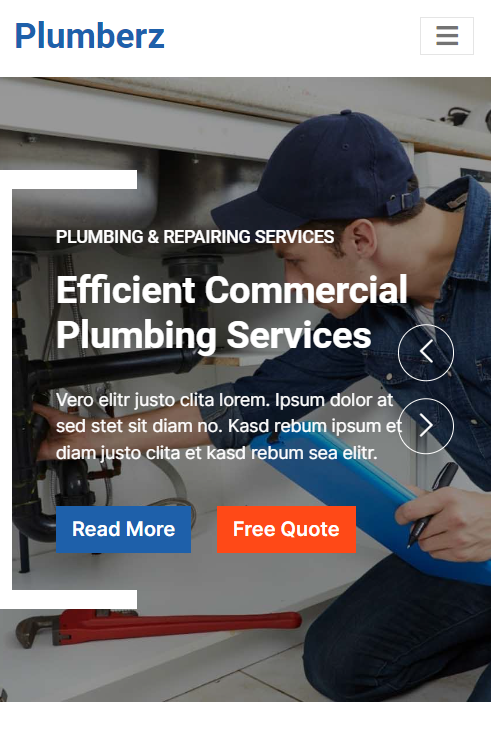 Plumberz
PLUMBING & REPAIRING SERVICES
Efficient Commercial
Plumbing Services
Vero elitr justo clita lorem. Ipsum dolor at
sed stet sit diam no. Kasd rebum ipsum et
diam justo clita et kasd rebum sea elitr.
Read More
Free Quote